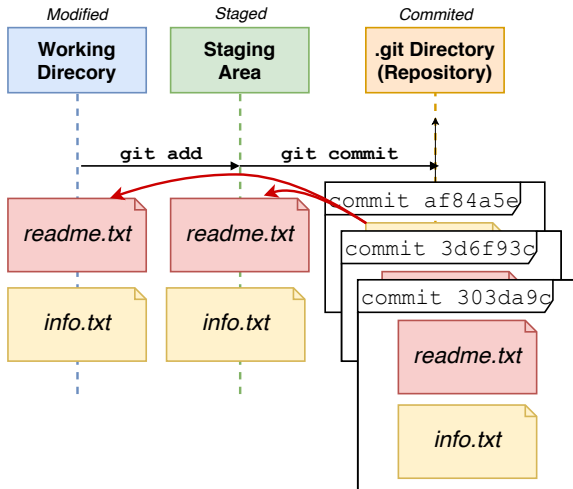 Modified
Staged
Commited
Working
Direcory
Staging
Area
.git Directory
(Repository)
git add
git commit
commit af84a5e
readme.txt
readme.txt
commit 3d6f93c
commit 303da9c
info.txt
info.txt
readme.txt
info.txt